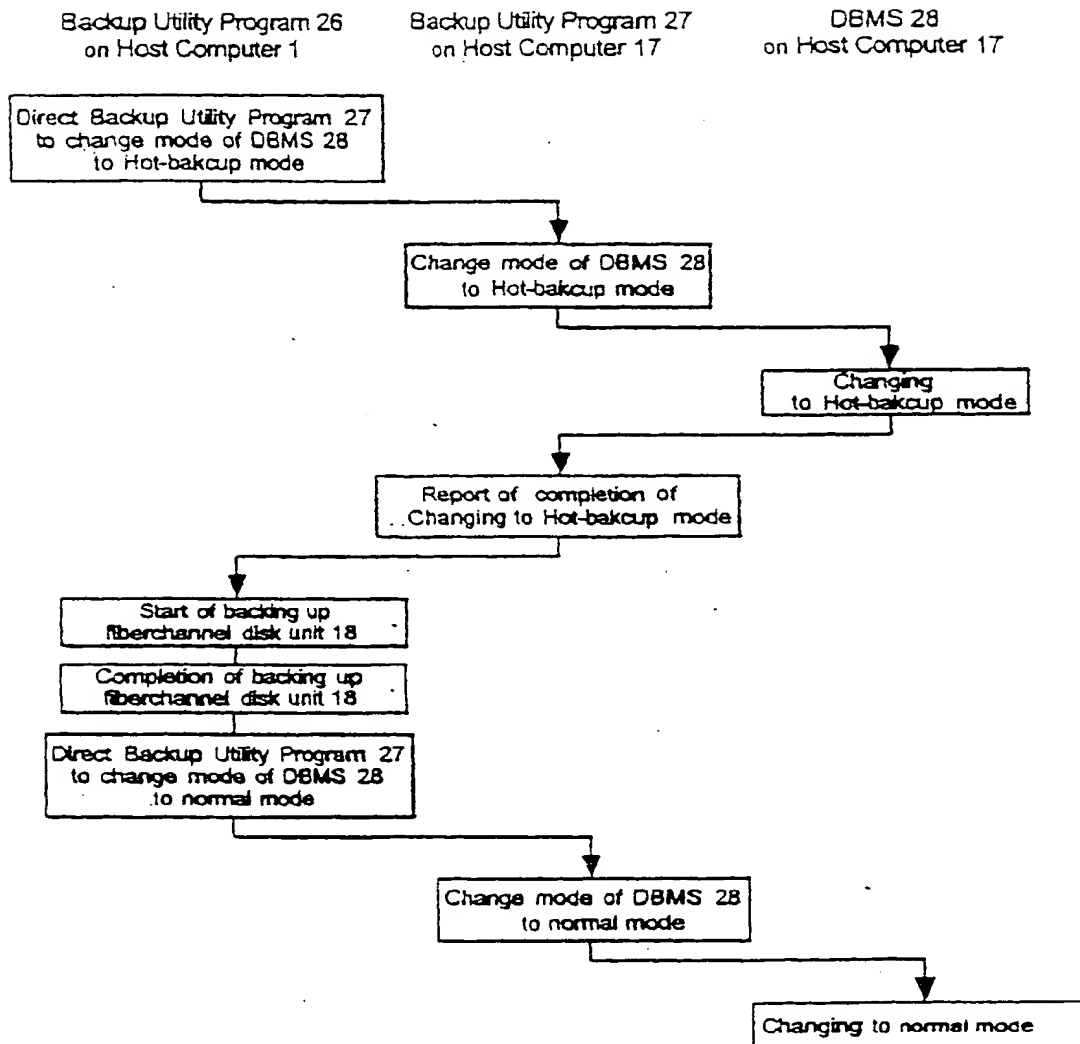 Backup Utility Program 26
on Host Computer 1
Backup Utility Program 27
on Host Computer 17
DBMS 28
on Host Computer 17
Direct Backup Utility Program 27
to change mode of DBMS 28
to Hot-bakcup mode
Change mode of DBMS 28
to Hot-bakcup mode
Changing
to Hot-bakcup mode
Report of completion of
Changing to Hot-bakcup mode
Start of backing up
fiberchannel disk unit 18
Completion of backing up
fiberchannel disk unit 18
Direct Backup Utility Program 27
to change mode of DBMS 28
to normal mode
Change mode of DBMS 28
to normal mode
Changing to normal mode